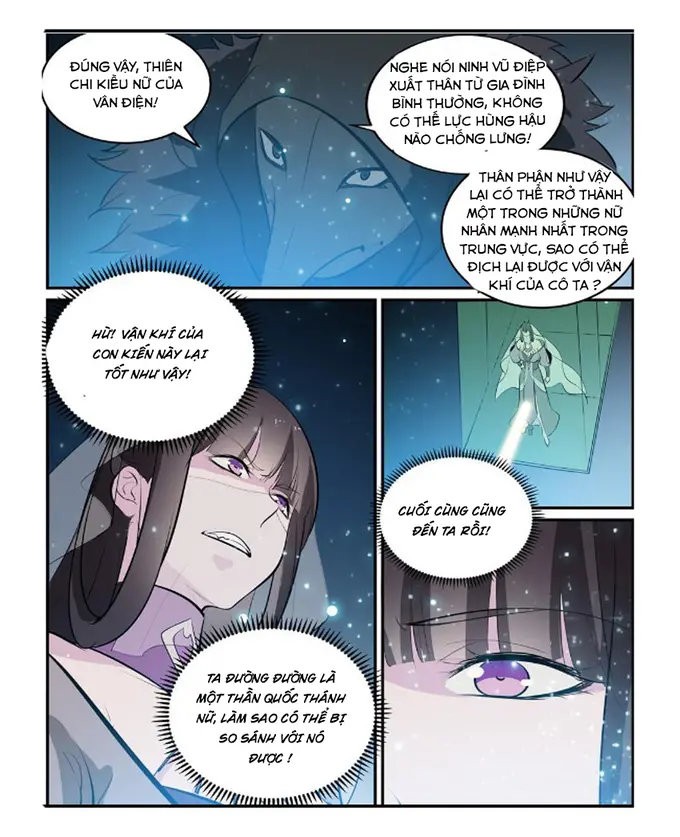 ĐÚNG VẬY, THIÊN
CHI KIỀU NỮ CỦA
VÂN ĐIỆN!
NGHE NÓI NINH VŨ ĐIỆP
XUẤT THÂN TỪ GIA ĐÌNH
BÌNH THƯỜNG, KHÔNG
CÓ THẾ LỰC HÙNG HẬU
NÀO CHỐNG LƯNG!
THÂN PHẬN NHƯ VẬY
LẠI CÓ THỂ TRỞ THÀNH
MỘT TRONG NHỮNG NỮ
NHÂN MẠNH NHẤT TRONG
TRUNG VỰC, SAO CÓ THỂ
ĐỊCH LẠI ĐƯỢC VỚI VẬN
KHÍ CỦA CÔ TA ?
HỪ! VẬN KHÍ CỦA
CON KIẾN NÀY LẠI
TỐT NHƯ VẬY!
CUỐI CÙNG CŨNG
ĐẾN TA RỒI!
TA ĐƯỜNG ĐƯỜNG LÀ
MỘT THẦN QUỐC THÁNH
NỮ, LÀM SAO CÓ THỂ BỊ
SO SÁNH VỚI NÓ
ĐƯỢC !